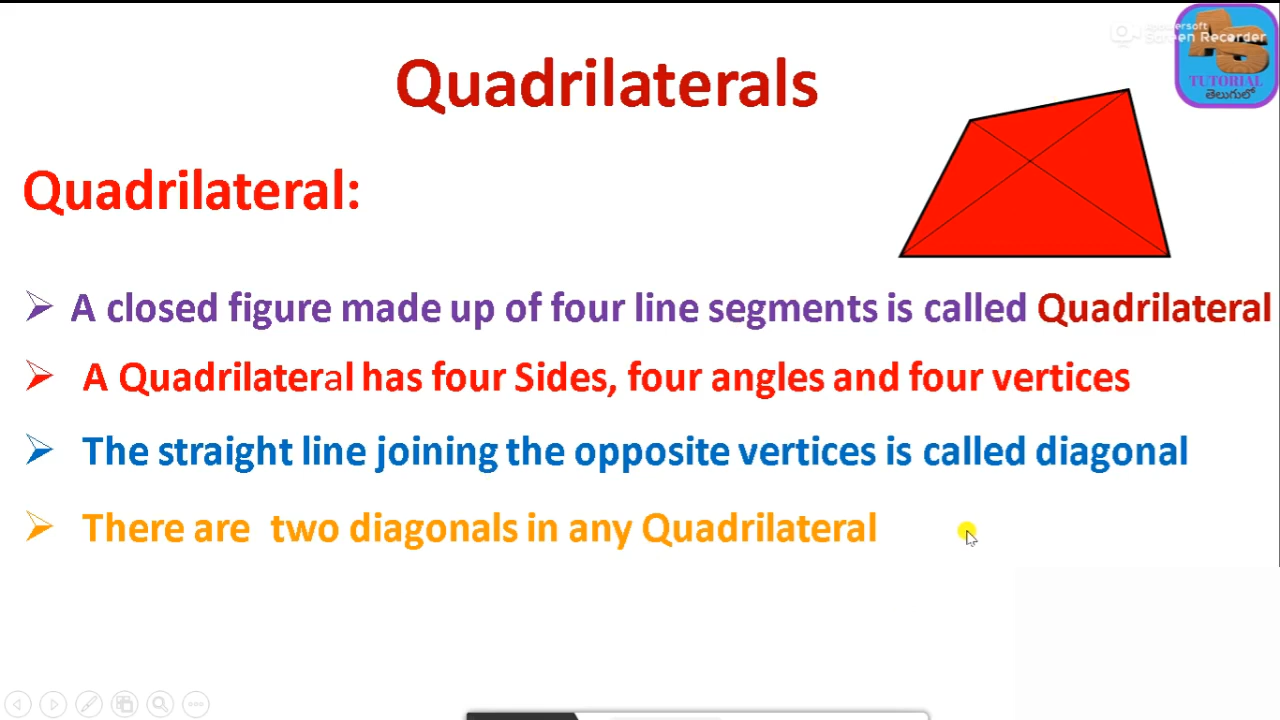 Screen Recorder
TUTORIAL
తెలుగులో
Quadrilaterals
Quadrilateral:
A closed figure made up of four line segments is called Quadrilateral
A Quadrilateral has four Sides, four angles and four vertices
The straight line joining the opposite vertices is called diagonal
There are two diagonals in any Quadrilateral